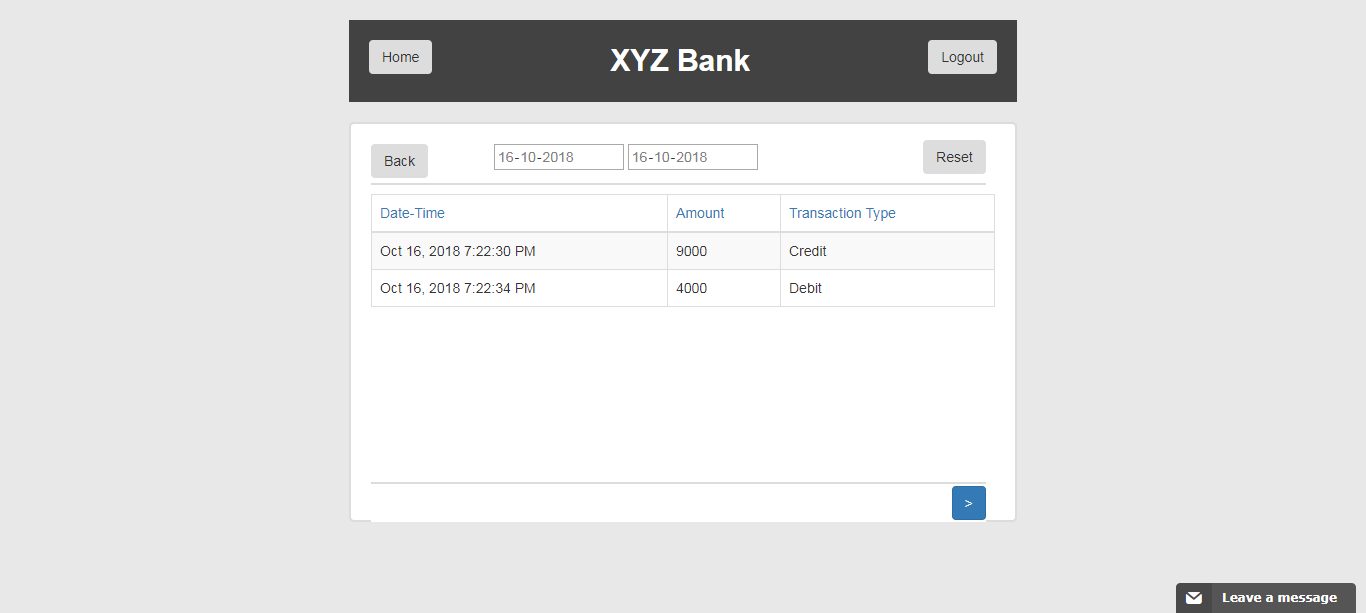 Home XYZ Bank Logout
Back 16-10-2018 16-10-2018 Reset
Date-Time Amount Transaction Type
Oct 16, 2018 7:22:30 PM 9000 Credit
Oct 16, 2018 7:22:34 PM 4000 Debit
>
Leave a message